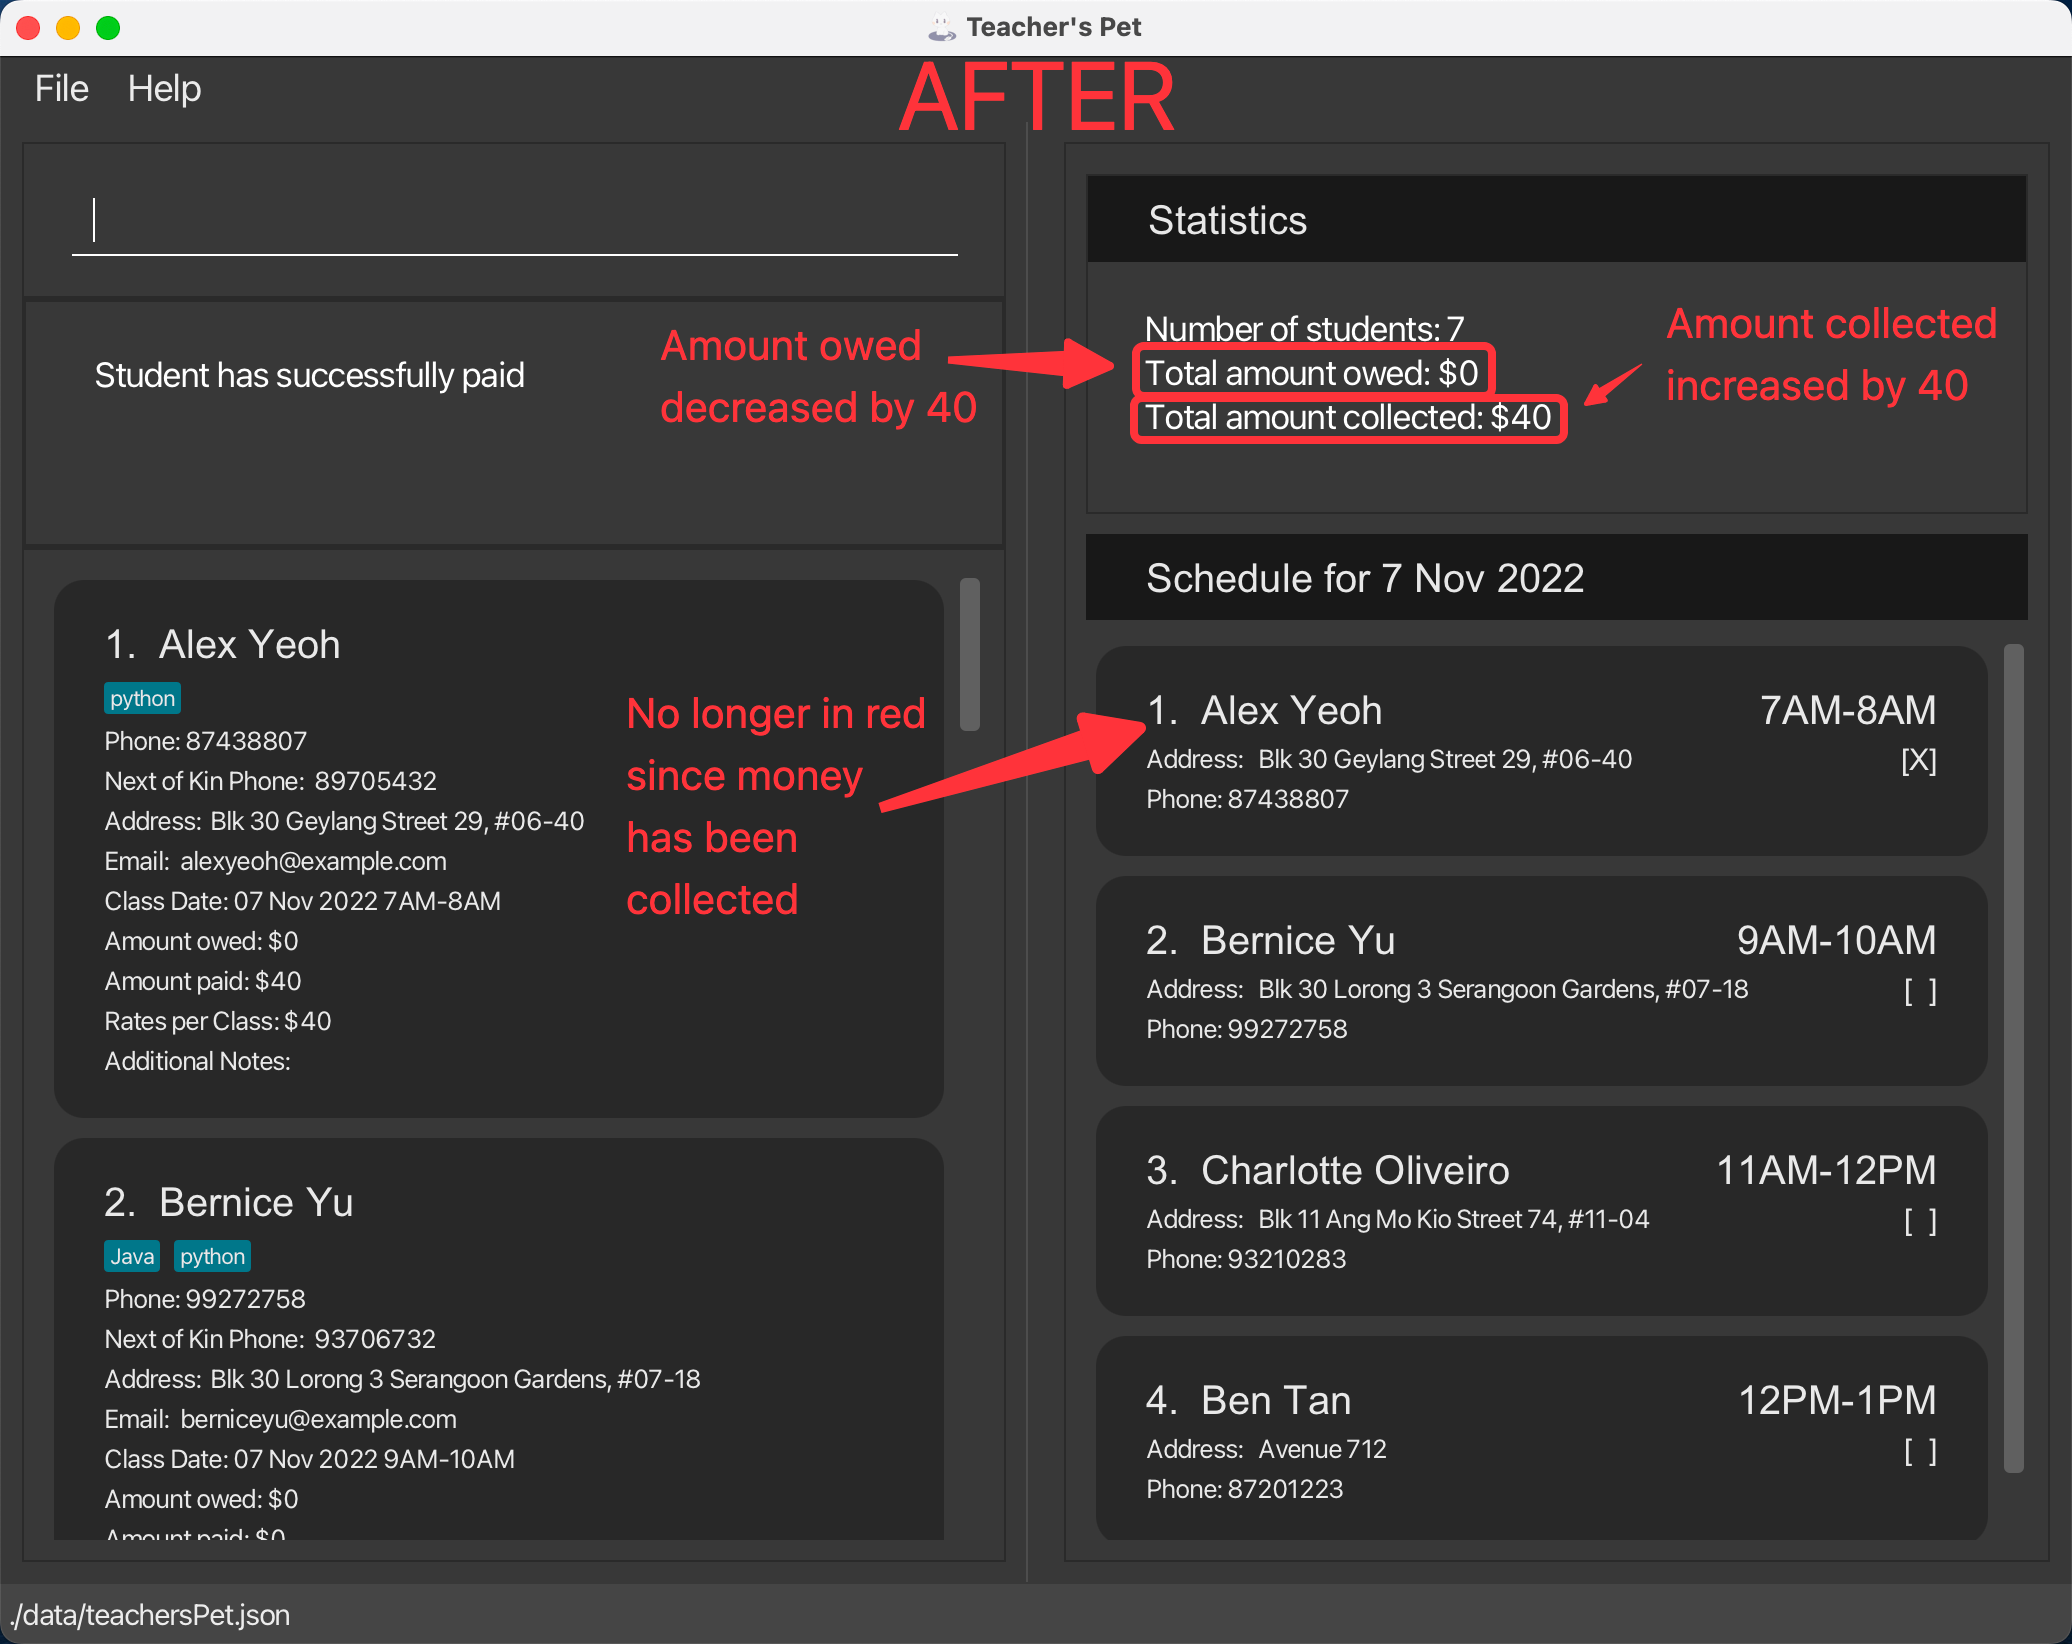 Teacher's Pet
File Help
AFTER
Student has successfully paid
Amount owed
decreased by 40
Statistics
Number of students: 7
Total amount owed: $0
Total amount collected: $40
Amount collected
increased by 40
1. Alex Yeoh
python
Phone: 87438807
Next of Kin Phone: 89705432
Address: Blk 30 Geylang Street 29, #06-40
Email: alexyeoh@example.com
Class Date: 07 Nov 2022 7AM-8AM
Amount owed: $0
Amount paid: $40
Rates per Class: $40
Additional Notes:
No longer in red
since money
has been
collected
2. Bernice Yu
Java python
Phone: 99272758
Next of Kin Phone: 93706732
Address: Blk 30 Lorong 3 Serangoon Gardens, #07-18
Email: berniceyu@example.com
Class Date: 07 Nov 2022 9AM-10AM
Amount owed: $0
Amount paid: $0
Schedule for 7 Nov 2022
1. Alex Yeoh 7AM-8AM
Address: Blk 30 Geylang Street 29, #06-40 [X]
Phone: 87438807
2. Bernice Yu 9AM-10AM
Address: Blk 30 Lorong 3 Serangoon Gardens, #07-18 [ ]
Phone: 99272758
3. Charlotte Oliveiro 11AM-12PM
Address: Blk 11 Ang Mo Kio Street 74, #11-04 [ ]
Phone: 93210283
4. Ben Tan 12PM-1PM
Address: Avenue 712 [ ]
Phone: 87201223
./data/teachersPet.json